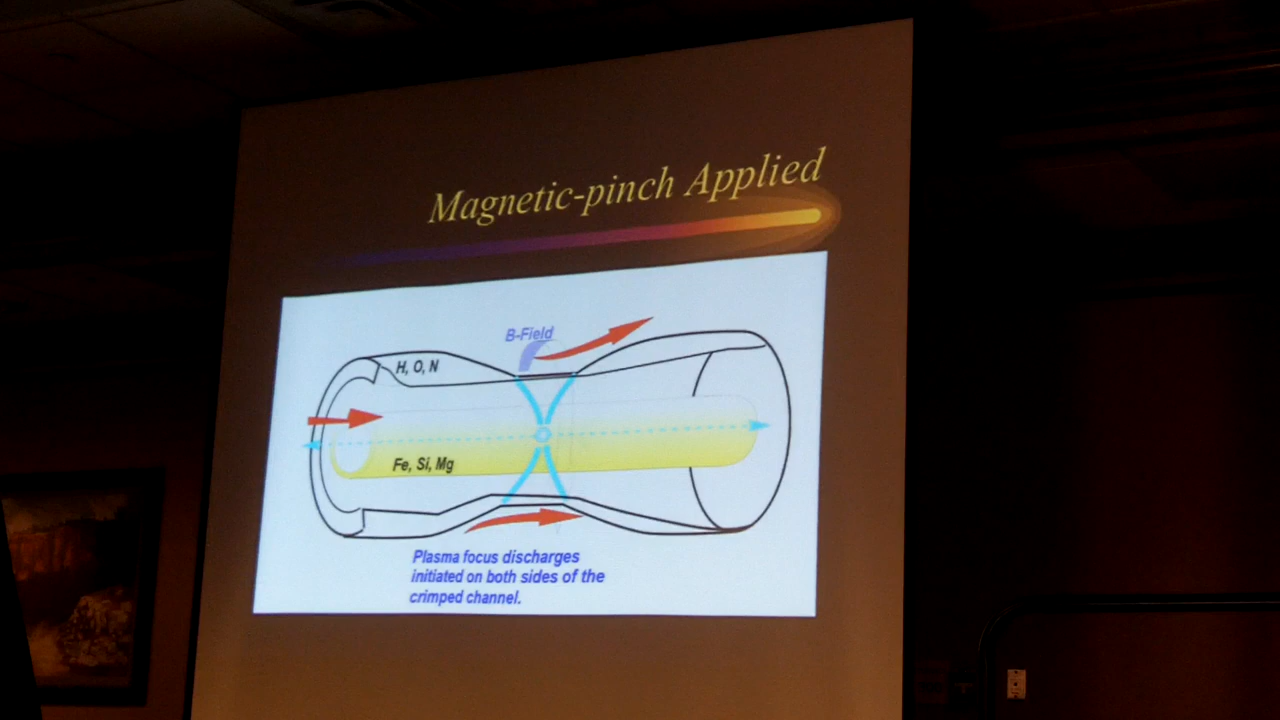 Magnetic-pinch Applied
B-Field
H, O, N
Fe, Si, Mg
Plasma focus discharges
initiated on both sides of the
crimped channel.